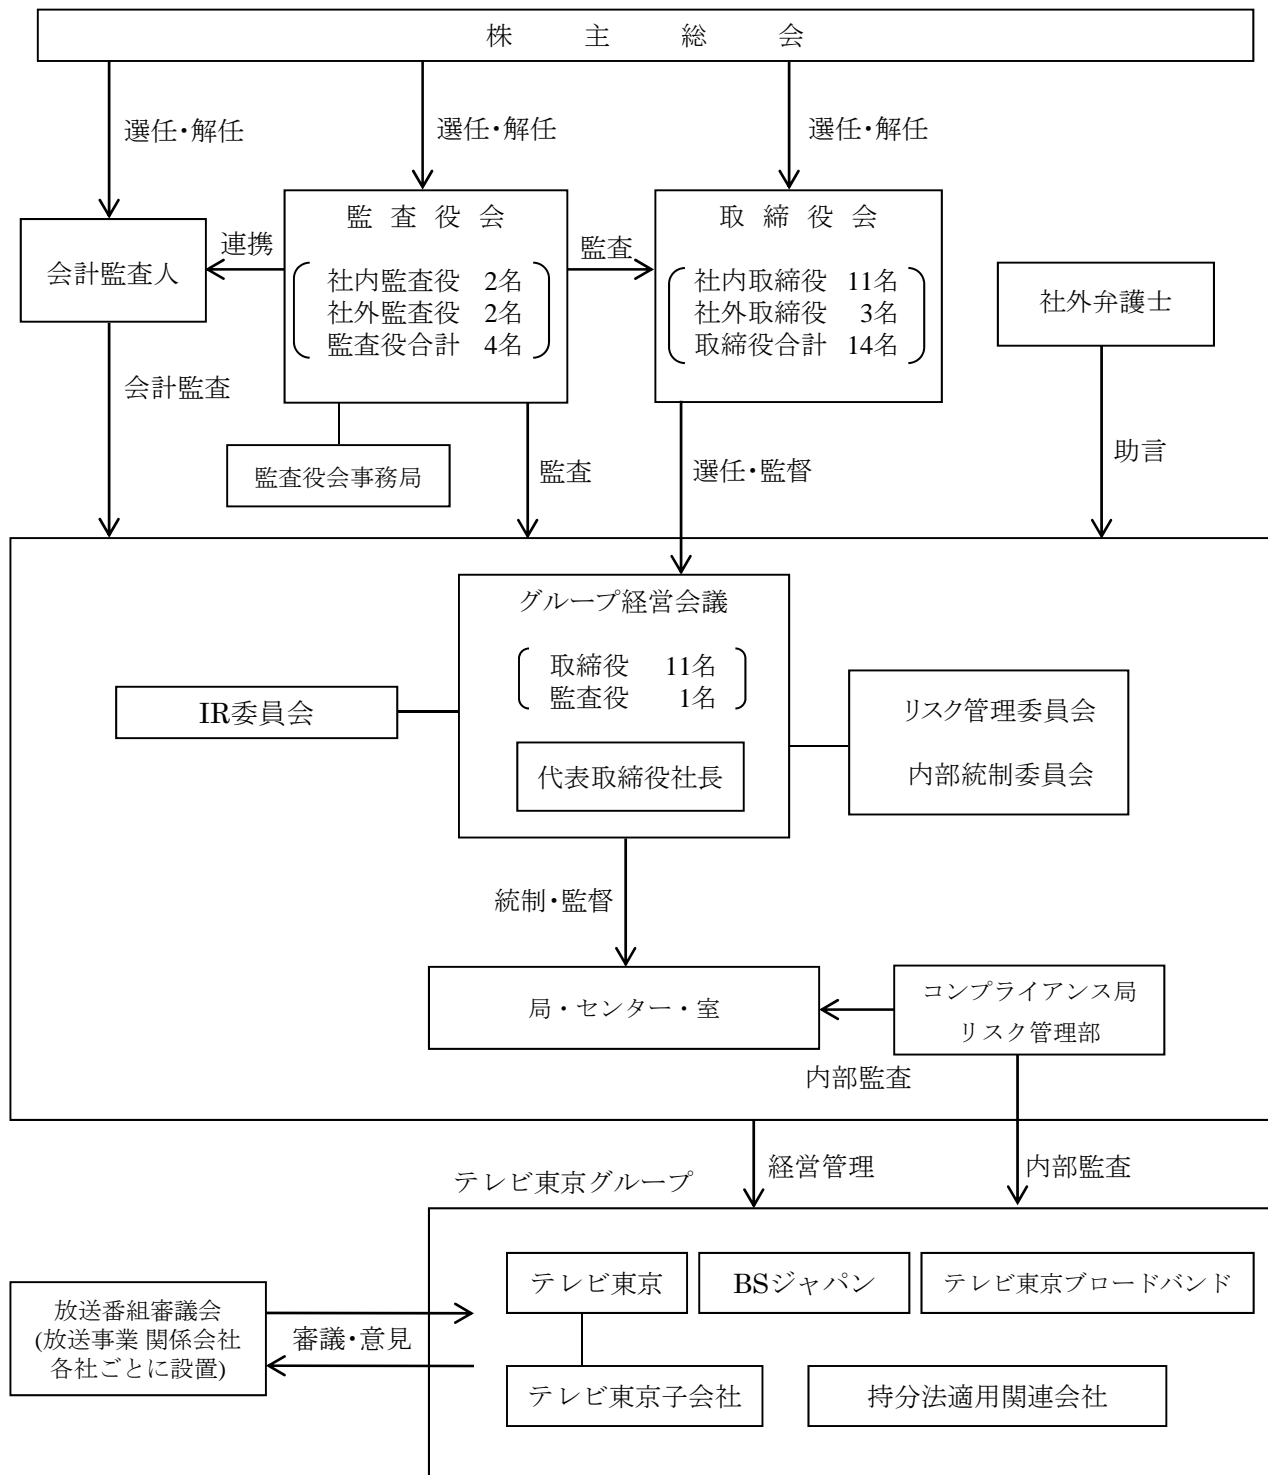 株主総会
選任・解任
選任・解任
選任・解任
監査役会
社内監査役 2名
社外監査役 2名
監査役合計 4名
取締役会
社内取締役 11名
社外取締役 3名
取締役合計 14名
会計監査人
連携
監査
社外弁護士
会計監査
監査役会事務局
監査
選任・監督
助言
グループ経営会議
取締役 11名
監査役 1名
代表取締役社長
IR委員会
リスク管理委員会
内部統制委員会
統制・監督
局・センター・室
コンプライアンス局
リスク管理部
内部監査
経営管理
内部監査
テレビ東京グループ
テレビ東京
BSジャパン
テレビ東京ブロードバンド
放送番組審議会
(放送事業 関係会社
各社ごとに設置)
審議・意見
テレビ東京子会社
持分法適用関連会社